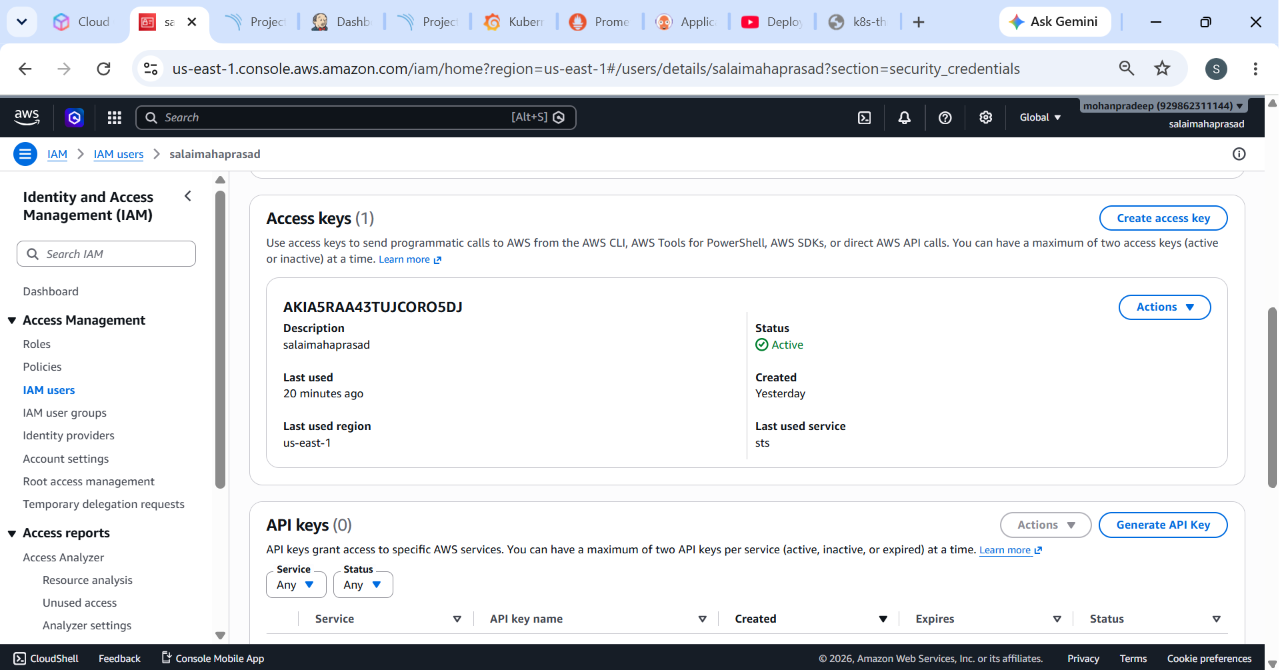 Cloud
sa
Project
Dashb
Project
Kubern
Prome
Applic
Deploy
k8s-th
Ask Gemini
us-east-1.console.aws.amazon.com/iam/home?region=us-east-1#/users/details/salaimahaprasad?section=security_credentials
S
aws
Search
[Alt+S]
Global
mohanpradeep (929862311144)
salaimahaprasad
IAM
IAM users
salaimahaprasad
Identity and Access
Management (IAM)
Search IAM
Dashboard
Access Management
Roles
Policies
IAM users
IAM user groups
Identity providers
Account settings
Root access management
Temporary delegation requests
Access reports
Access Analyzer
Resource analysis
Unused access
Analyzer settings
Access keys (1)
Create access key
Use access keys to send programmatic calls to AWS from the AWS CLI, AWS Tools for PowerShell, AWS SDKs, or direct AWS API calls. You can have a maximum of two access keys (active
or inactive) at a time. Learn more
AKIA5RAA43TUJCORO5DJ
Actions
Description
salaimahaprasad
Status
Active
Last used
20 minutes ago
Created
Yesterday
Last used region
us-east-1
Last used service
sts
API keys (0)
Actions
Generate API Key
API keys grant access to specific AWS services. You can have a maximum of two API keys per service (active, inactive, or expired) at a time. Learn more
Service
Any
Status
Any
Service
API key name
Created
Expires
Status
CloudShell
Feedback
Console Mobile App
© 2026, Amazon Web Services, Inc. or its affiliates.
Privacy
Terms
Cookie preferences